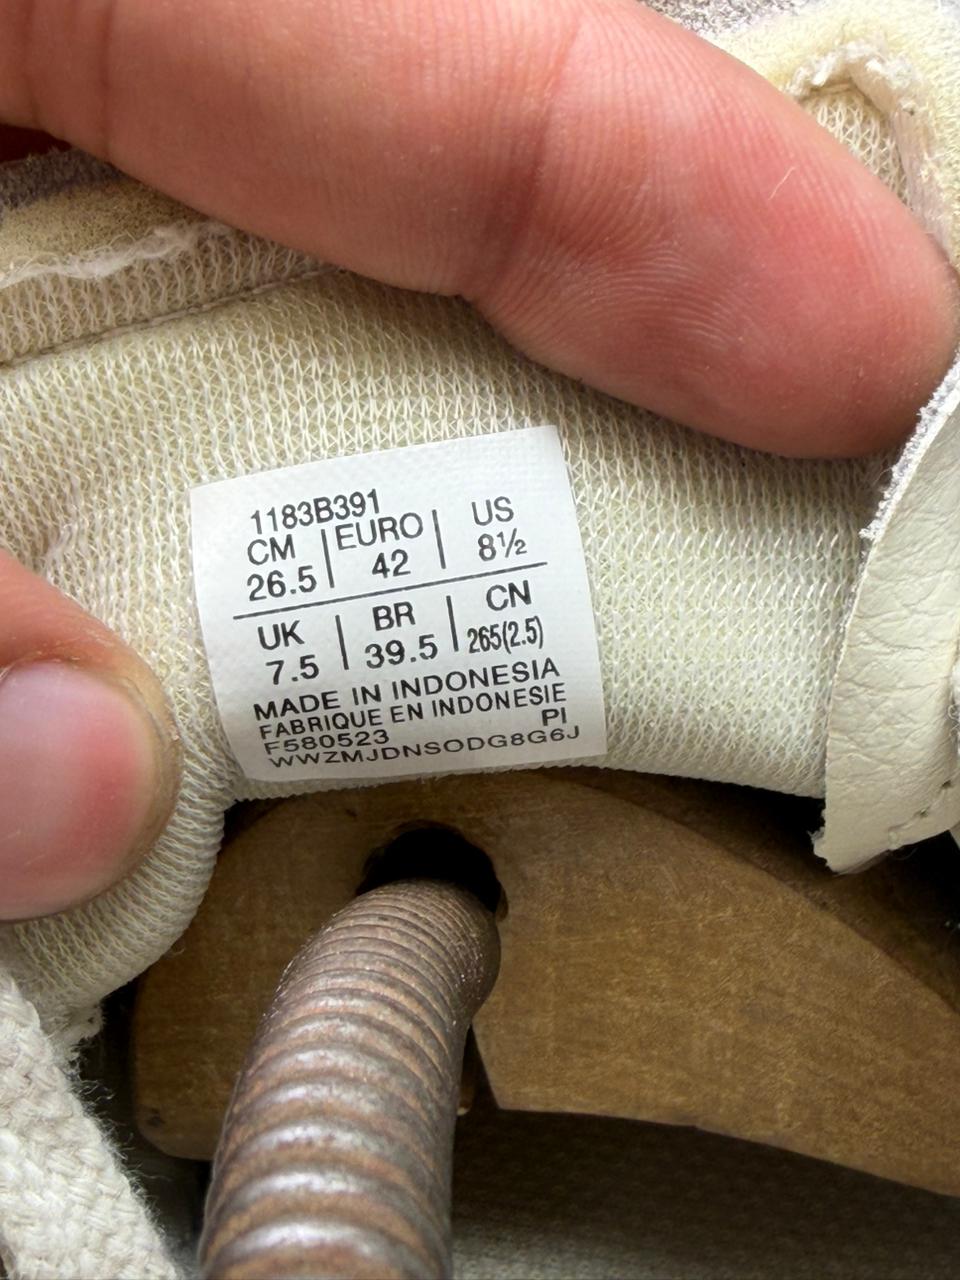 1183B391
CM | EURO | US
26.5 | 42 | 8½
UK | BR | CN
7.5 | 39.5 | 265(2.5)
MADE IN INDONESIA
FABRIQUE EN INDONESIE
F580523 PI
WWZMJDNSODG8G6J